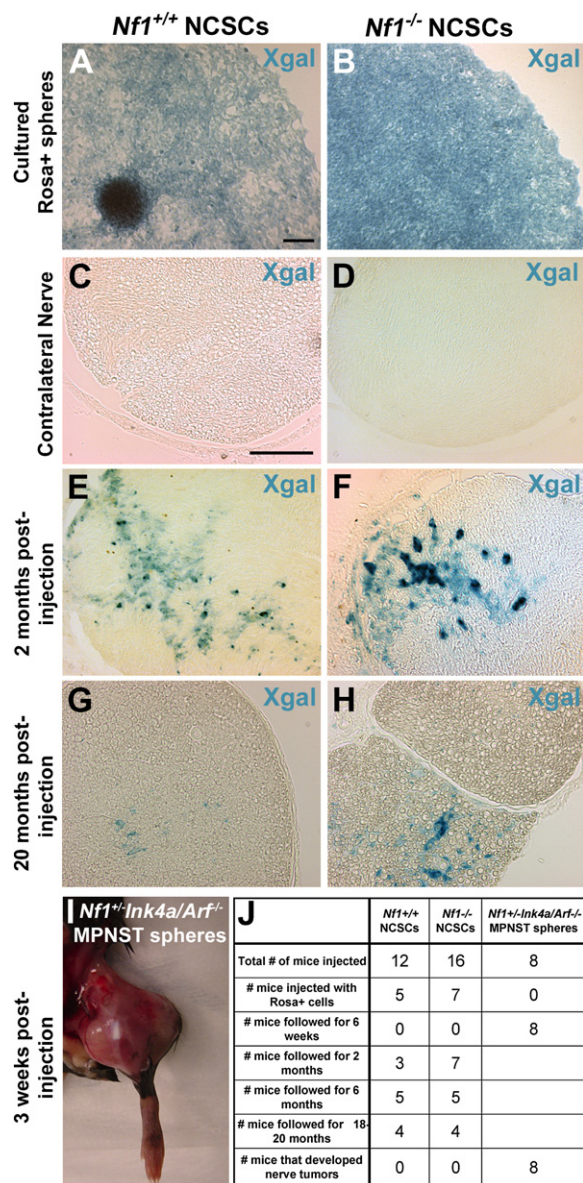 Nf1+/+ NCSCs Nf1-/- NCSCs
Cultured
Rosa+ spheres
A Xgal B Xgal
Contralateral Nerve
C Xgal D Xgal
2 months post-
injection
E Xgal F Xgal
20 months post-
injection
G Xgal H Xgal
3 weeks post-
injection
I Nf1+/-Ink4a/Arf-/-
MPNST spheres
J
Nf1+/+
NCSCs
Nf1-/-
NCSCs
Nf1+/-Ink4a/Arf-/-
MPNST spheres
Total # of mice injected 12 16 8
# mice injected with
Rosa+ cells
5 7 0
# mice followed for 6
weeks
0 0 8
# mice followed for 2
months
3 7
# mice followed for 6
months
5 5
# mice followed for 18-
20 months
4 4
# mice that developed
nerve tumors
0 0 8